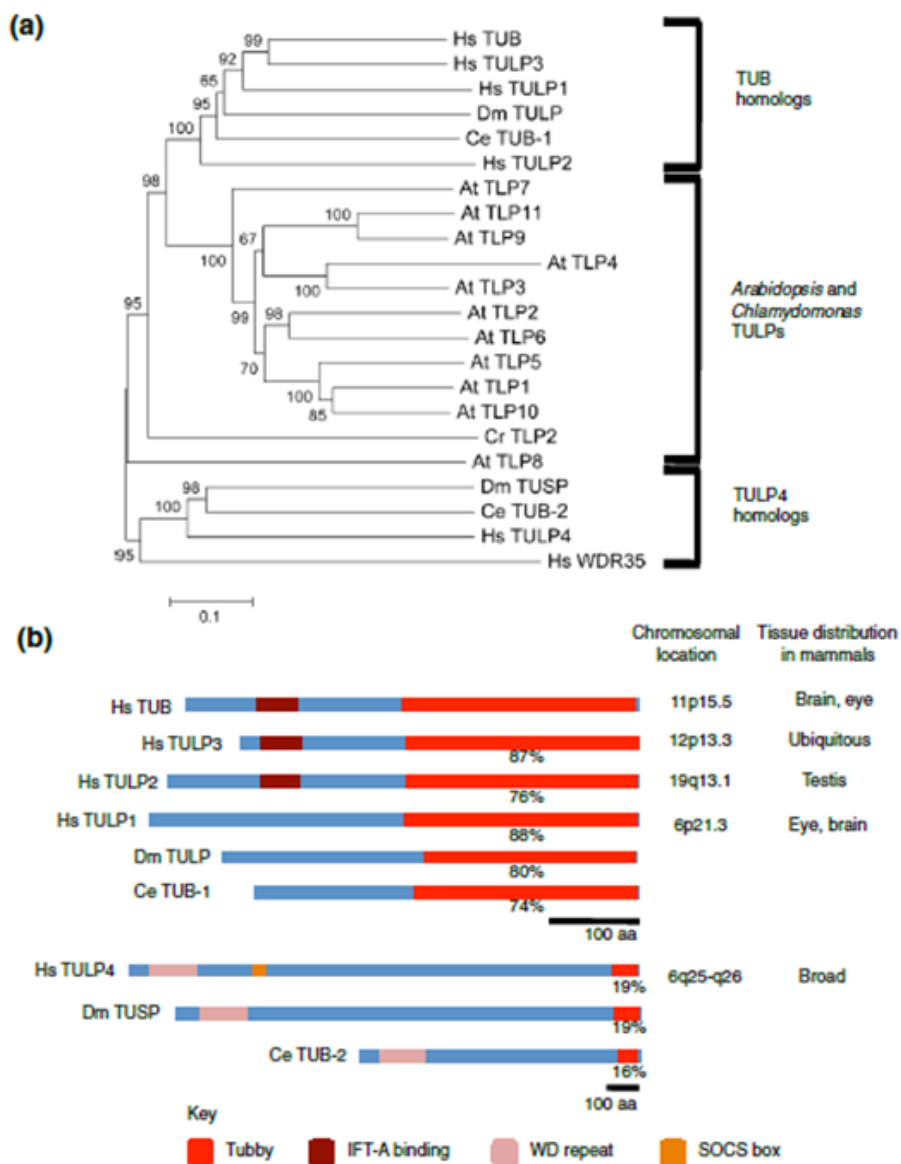 (a)
99
Hs TUB
92
Hs TULP3
65
Hs TULP1
TUB
homologs
95
Dm TULP
100
Ce TUB-1
98
Hs TULP2
At TLP7
100
At TLP11
67
At TLP9
100
At TLP4
100
At TLP3
Arabidopsis and
Chlamydomonas
TULPs
95
98
At TLP2
99
At TLP6
70
At TLP5
100
At TLP1
85
At TLP10
Cr TLP2
At TLP8
98
Dm TUSP
100
Ce TUB-2
TULP4
homologs
Hs TULP4
95
Hs WDR35
0.1
(b)
Chromosomal
location
Tissue distribution
in mammals
Hs TUB
11p15.5
Brain, eye
Hs TULP3
87%
12p13.3
Ubiquitous
Hs TULP2
76%
19q13.1
Testis
Hs TULP1
88%
6p21.3
Eye, brain
Dm TULP
80%
Ce TUB-1
74%
100 aa
Hs TULP4
19%
6q25-q26
Broad
Dm TUSP
19%
Ce TUB-2
16%
100 aa
Key
Tubby
IFT-A binding
WD repeat
SOCS box